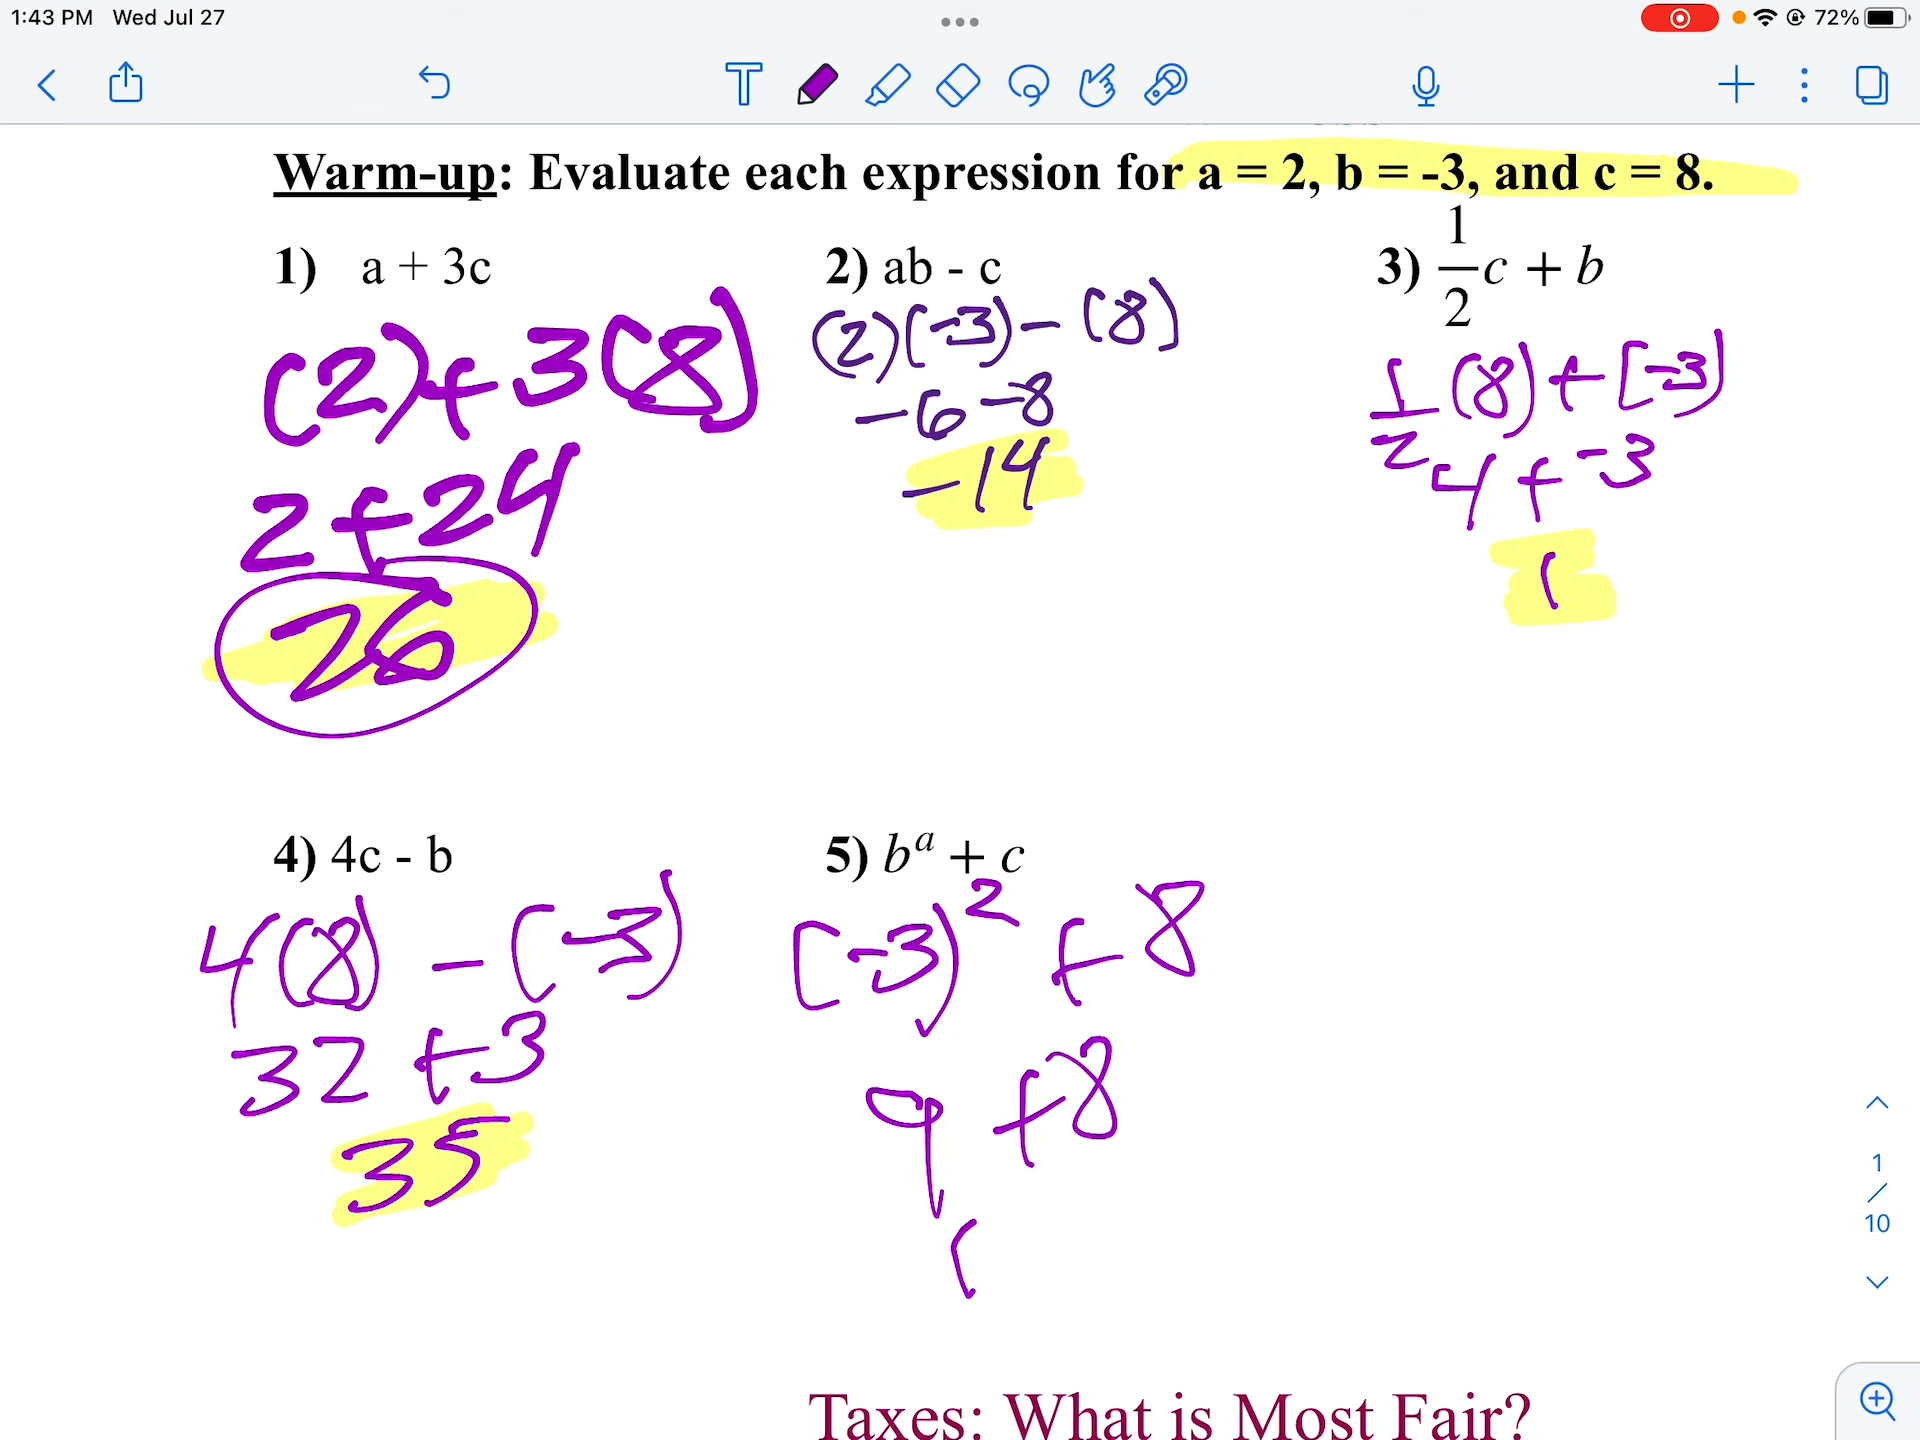 1:43 PM Wed Jul 27
72%
Warm-up: Evaluate each expression for a = 2, b = -3, and c = 8.
1) a + 3c
(2)+3(8)
2+24
26
2) ab - c
(2)(-3)-(8)
-6-8
-14
3) 1/2 c + b
1/2 (8)+(-3)
4+-3
1
4) 4c - b
4(8)-(-3)
32+3
35
5) bᵃ + c
(-3)²+8
9+8
1
/
10
Taxes: What is Most Fair?